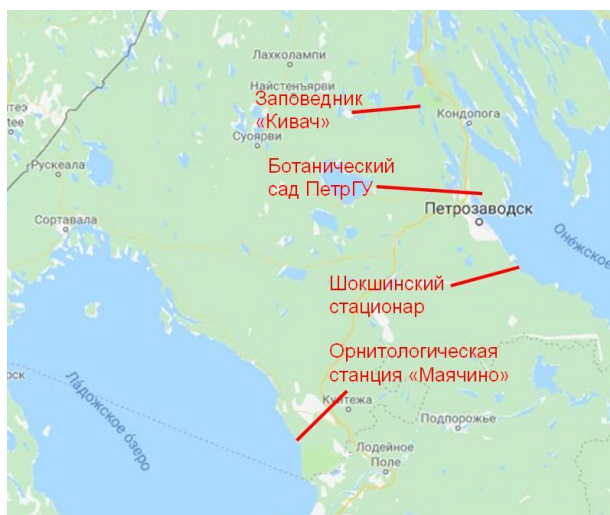 Лахколампи
Найстенъярви
Заповедник
«Кивач»
Кондопога
Суоярви
Рускеала
Ботанический
сад ПетрГУ
Петрозаводск
Сортавала
Онежское
Шокшинский
стационар
Орнитологическая
станция «Маячино»
Куйтежа
Ладожское озеро
Подпорожье
Лодейное
Поле